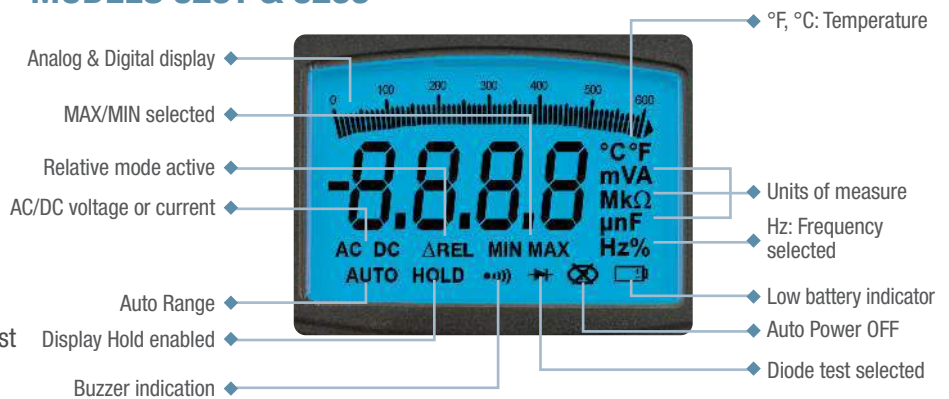 Analog & Digital display
MAX/MIN selected
Relative mode active
AC/DC voltage or current
Auto Range
Display Hold enabled
Buzzer indication
0 100 200 300 400 500 600
-8.8.8.8
°C°F
mVA
MkΩ
µnF
AC DC ΔREL MIN MAX Hz%
AUTO HOLD
°F, °C: Temperature
Units of measure
Hz: Frequency
selected
Low battery indicator
Auto Power OFF
Diode test selected